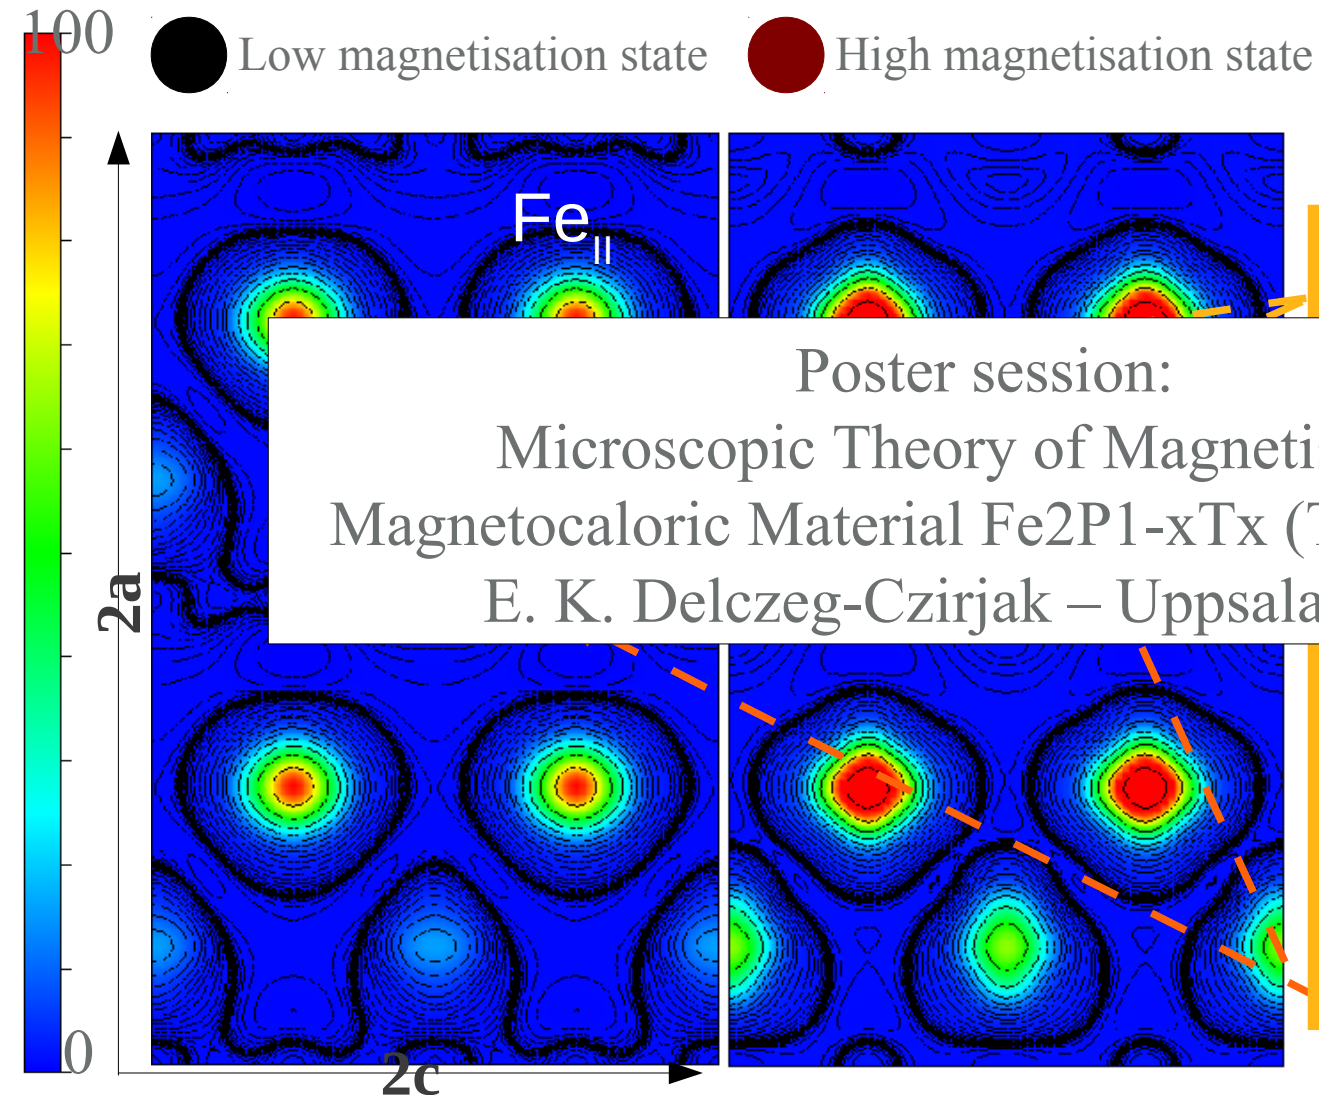 100
Low magnetisation state
High magnetisation state
FeII
Poster session:
Microscopic Theory of
Magnetocaloric Material Fe2P1-xTx
E. K. Delczeg-Czirjak – Uppsala
2a
0
2c